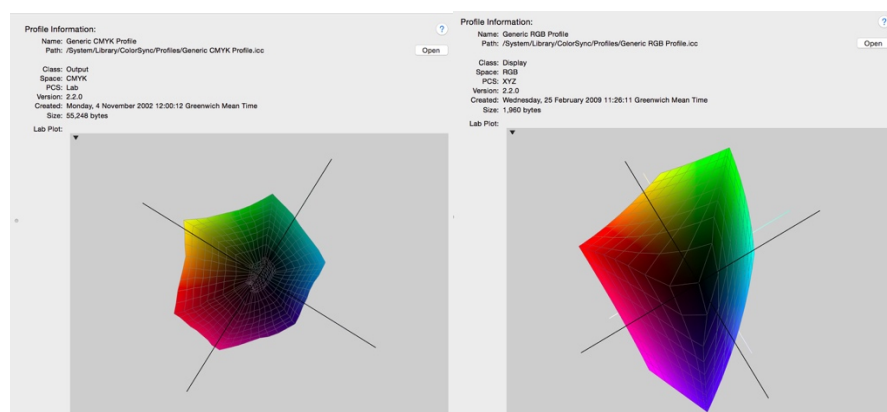 Profile Information:
?
Name: Generic CMYK Profile
Path: /System/Library/ColorSync/Profiles/Generic CMYK Profile.icc
Open
Class: Output
Space: CMYK
PCS: Lab
Version: 2.2.0
Created: Monday, 4 November 2002 12:00:12 Greenwich Mean Time
Size: 55,248 bytes
Lab Plot:
Profile Information:
?
Name: Generic RGB Profile
Path: /System/Library/ColorSync/Profiles/Generic RGB Profile.icc
Open
Class: Display
Space: RGB
PCS: XYZ
Version: 2.2.0
Created: Wednesday, 25 February 2009 11:26:11 Greenwich Mean Time
Size: 1,960 bytes
Lab Plot: